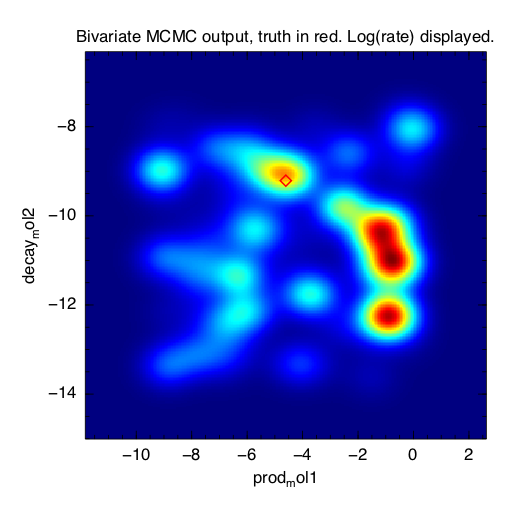 Bivariate MCMC output, truth in red. Log(rate) displayed.
−8
−10
−12
−14
decay_mol2
−10 −8 −6 −4 −2 0 2
prod_mol1